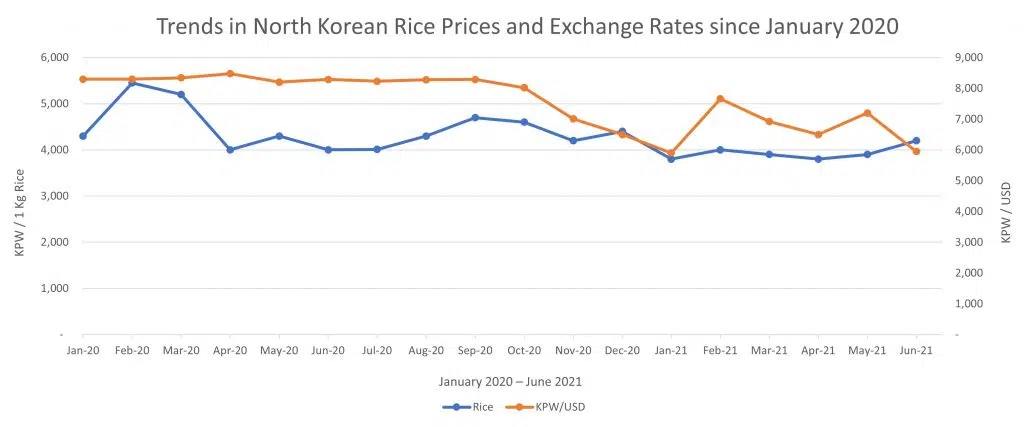 Trends in North Korean Rice Prices and Exchange Rates since January 2020
6,000
5,000
4,000
3,000
2,000
1,000
-
KPW / 1 Kg Rice
9,000
8,000
7,000
6,000
5,000
4,000
3,000
2,000
1,000
-
KPW / USD
Jan-20 Feb-20 Mar-20 Apr-20 May-20 Jun-20 Jul-20 Aug-20 Sep-20 Oct-20 Nov-20 Dec-20 Jan-21 Feb-21 Mar-21 Apr-21 May-21 Jun-21
January 2020 – June 2021
Rice KPW/USD